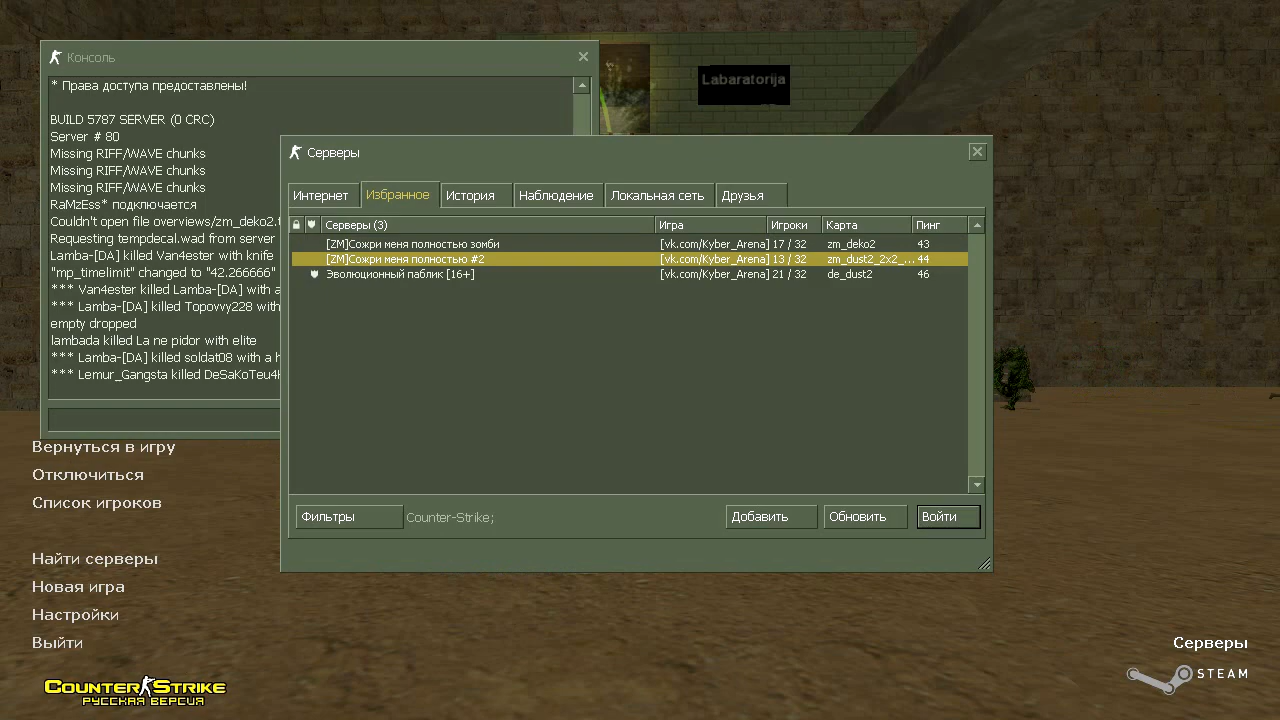 Консоль
* Права доступа предоставлены!
BUILD 5787 SERVER (0 CRC)
Server # 80
Missing RIFF/WAVE chunks
Missing RIFF/WAVE chunks
Missing RIFF/WAVE chunks
RaMzEss* подключается
Couldn't open file overviews/zm_deko2.
Requesting tempdecal.wad from server
Lamba-[DA] killed Van4ester with knife
"mp_timelimit" changed to "42.266666"
*** Van4ester killed Lamba-[DA] with a
*** Lamba-[DA] killed Topovvy228 with
empty dropped
lambada killed La ne pidor with elite
*** Lamba-[DA] killed soldat08 with a h
*** Lemur_Gangsta killed DeSaKoTeu4
Labaratorija
Серверы
Интернет Избранное История Наблюдение Локальная сеть Друзья
Серверы (3) Игра Игроки Карта Пинг
[ZM]Сожри меня полностью зомби [vk.com/Kyber_Arena] 17 / 32 zm_deko2 43
[ZM]Сожри меня полностью #2 [vk.com/Kyber_Arena] 13 / 32 zm_dust2_2x2_... 44
Эволюционный паблик [16+] [vk.com/Kyber_Arena] 21 / 32 de_dust2 46
Фильтры Counter-Strike; Добавить Обновить Войти
Вернуться в игру
Отключиться
Список игроков
Найти серверы
Новая игра
Настройки
Выйти
Counter Strike
русская версия
Серверы
STEAM